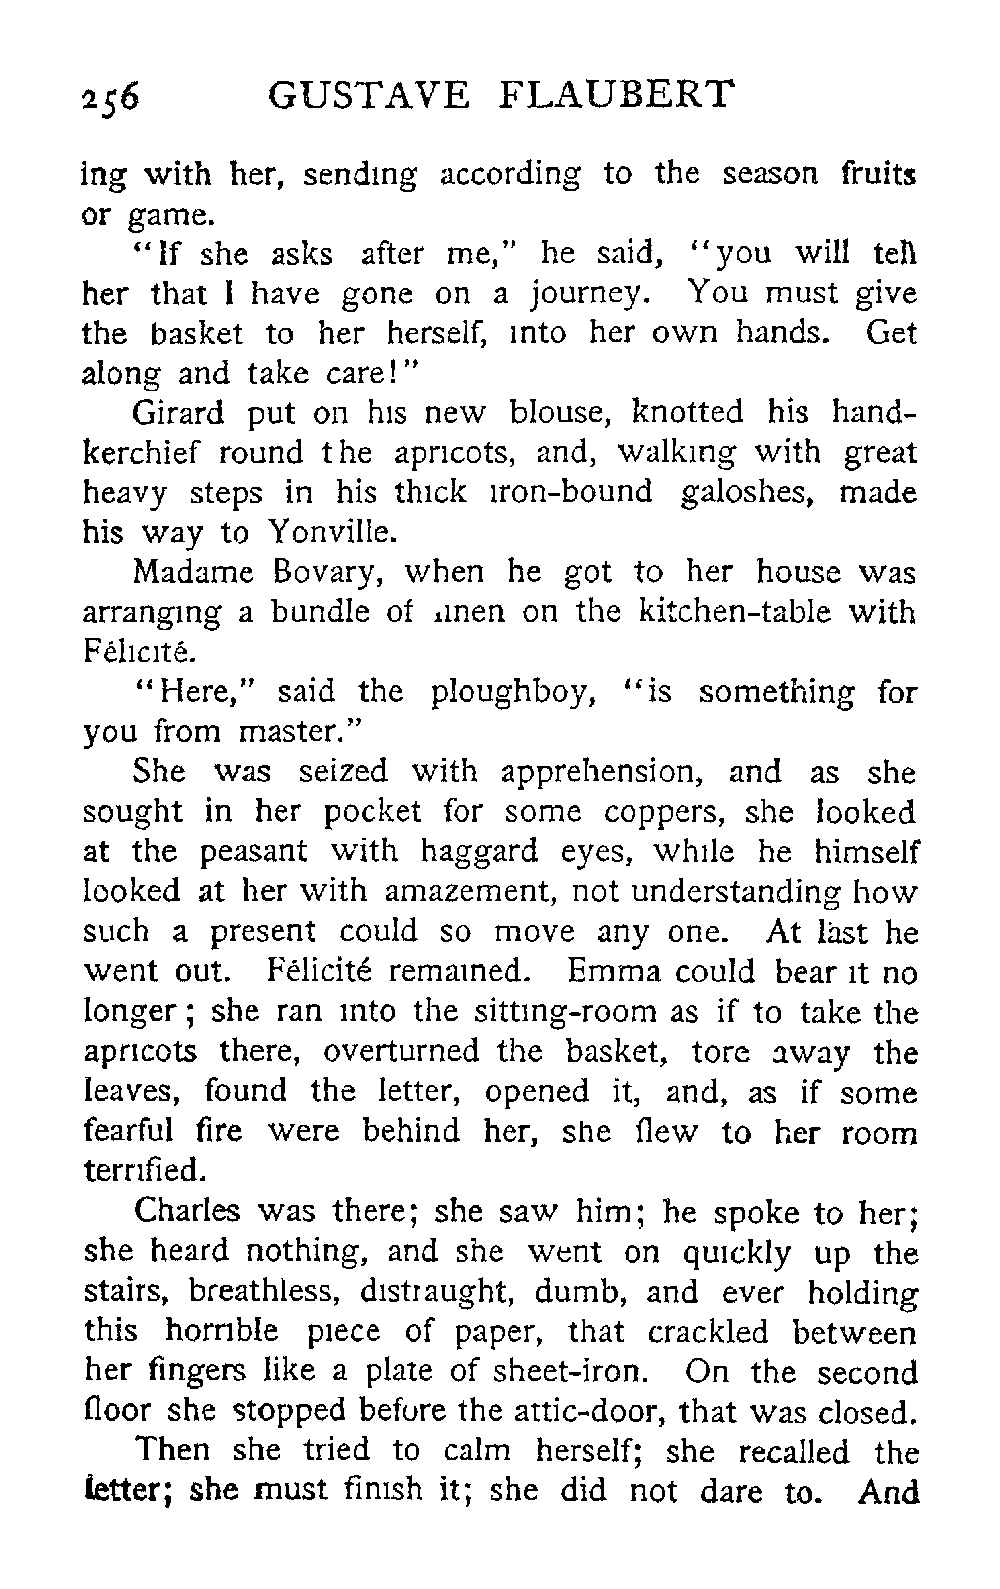 256 GUSTAVE FLAUBERT
ing with her, sending according to the season fruits
or game.
"If she asks after me," he said, "you will tell
her that I have gone on a journey. You must give
the basket to her herself, into her own hands. Get
along and take care!"
Girard put on his new blouse, knotted his hand-
kerchief round the apricots, and, walking with great
heavy steps in his thick iron-bound galoshes, made
his way to Yonville.
Madame Bovary, when he got to her house was
arranging a bundle of linen on the kitchen-table with
Félicité.
"Here," said the ploughboy, "is something for
you from master."
She was seized with apprehension, and as she
sought in her pocket for some coppers, she looked
at the peasant with haggard eyes, while he himself
looked at her with amazement, not understanding how
such a present could so move any one. At last he
went out. Félicité remained. Emma could bear it no
longer; she ran into the sitting-room as if to take the
apricots there, overturned the basket, tore away the
leaves, found the letter, opened it, and, as if some
fearful fire were behind her, she flew to her room
terrified.
Charles was there; she saw him; he spoke to her;
she heard nothing, and she went on quickly up the
stairs, breathless, distraught, dumb, and ever holding
this horrible piece of paper, that crackled between
her fingers like a plate of sheet-iron. On the second
floor she stopped before the attic-door, that was closed.
Then she tried to calm herself; she recalled the
letter; she must finish it; she did not dare to. And